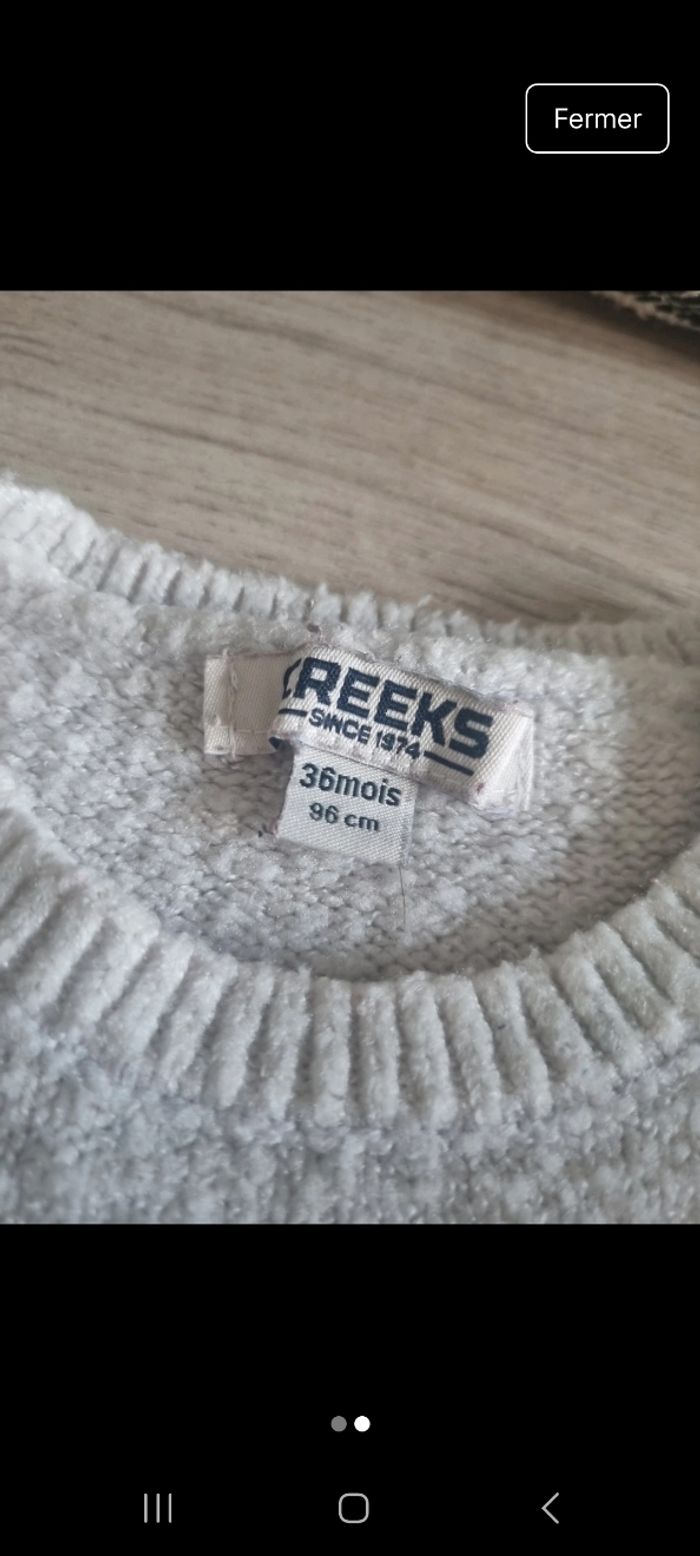 Fermer
CREEKS
SINCE 1974
36mois
96 cm